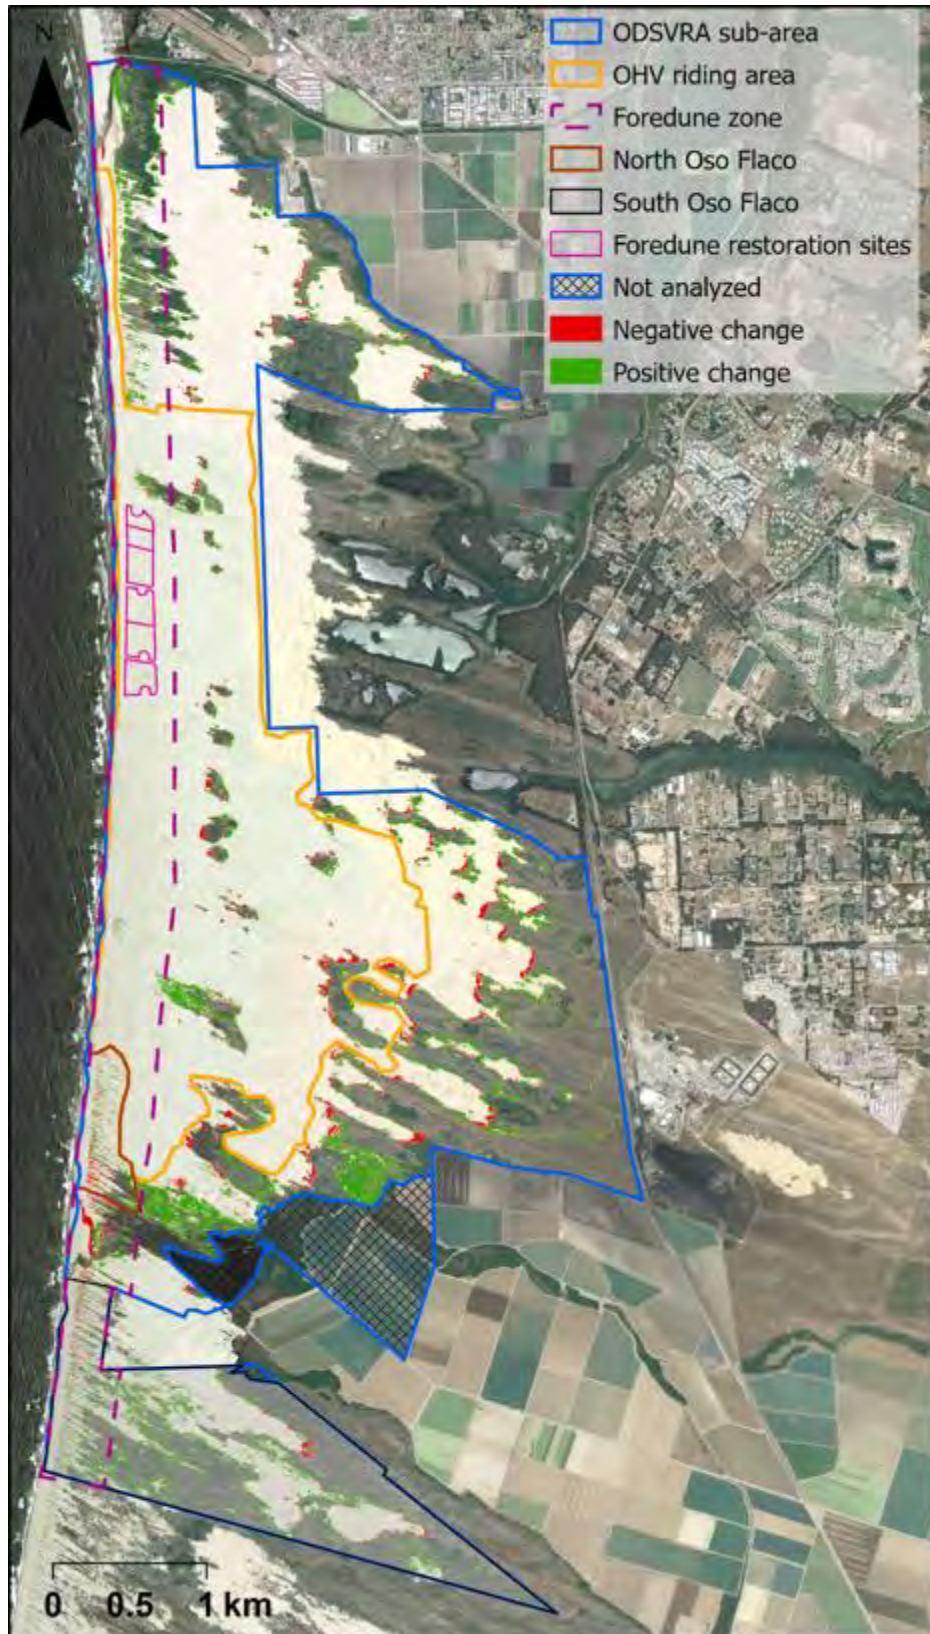 N
ODSVRA sub-area
OHV riding area
Foredune zone
North Oso Flaco
South Oso Flaco
Foredune restoration sites
Not analyzed
Negative change
Positive change
0 0.5 1 km